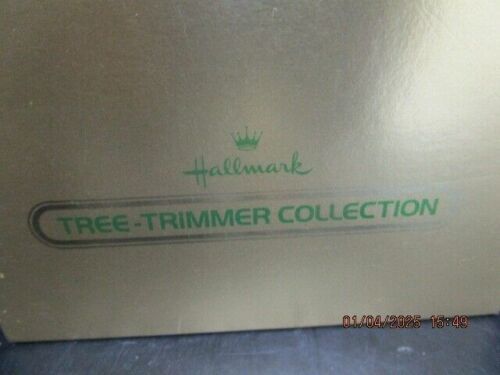 Hallmark
TREE-TRIMMER COLLECTION
01/04/2025 15:49